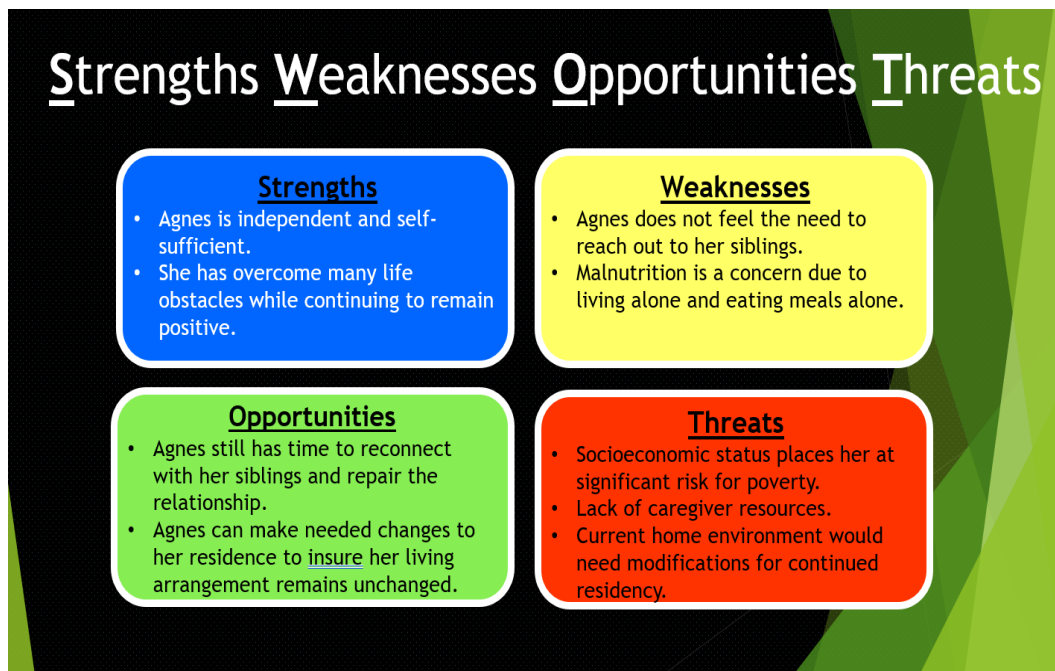 Strengths Weaknesses Opportunities Threats
Strengths
• Agnes is independent and self-
sufficient.
• She has overcome many life
obstacles while continuing to remain
positive.
Weaknesses
• Agnes does not feel the need to
reach out to her siblings.
• Malnutrition is a concern due to
living alone and eating meals alone.
Opportunities
• Agnes still has time to reconnect
with her siblings and repair the
relationship.
• Agnes can make needed changes to
her residence to insure her living
arrangement remains unchanged.
Threats
• Socioeconomic status places her at
significant risk for poverty.
• Lack of caregiver resources.
• Current home environment would
need modifications for continued
residency.